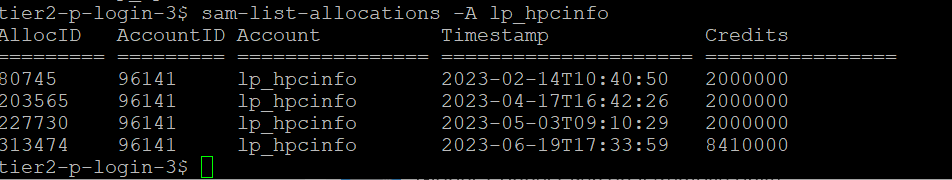 tier2-p-login-3$ sam-list-allocations -A lp_hpcinfo
AllocID AccountID Account Timestamp Credits
========= ========= ================ ===================== ================
80745 96141 lp_hpcinfo 2023-02-14T10:40:50 2000000
203565 96141 lp_hpcinfo 2023-04-17T16:42:26 2000000
227730 96141 lp_hpcinfo 2023-05-03T09:10:29 2000000
313474 96141 lp_hpcinfo 2023-06-19T17:33:59 8410000
tier2-p-login-3$